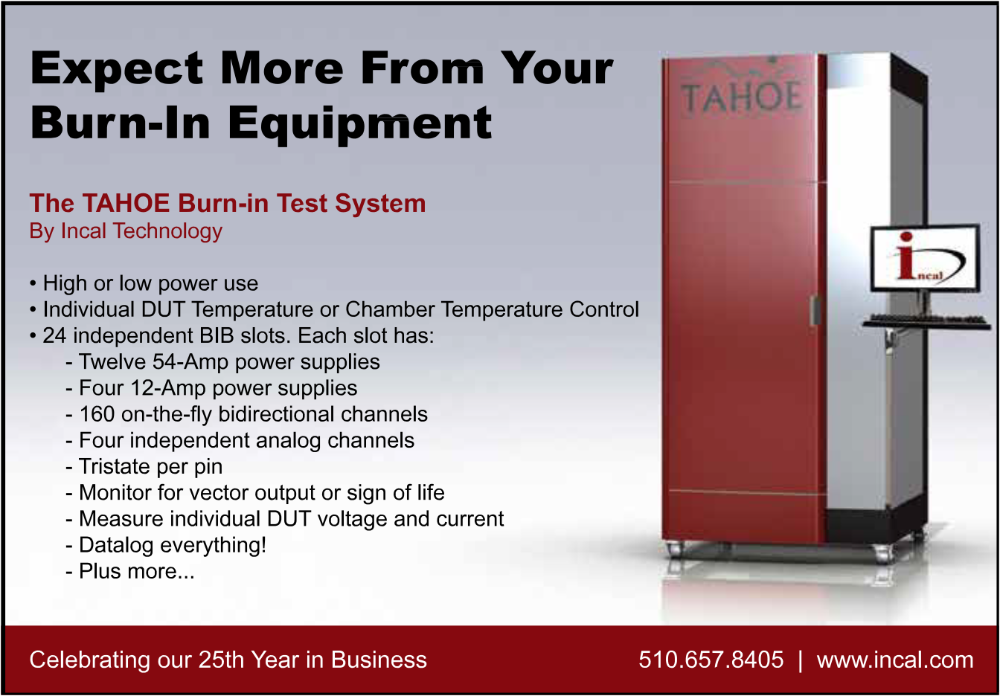 Expect More From Your
Burn-In Equipment
The TAHOE Burn-in Test System
By Incal Technology
• High or low power use
• Individual DUT Temperature or Chamber Temperature Control
• 24 independent BIB slots. Each slot has:
- Twelve 54-Amp power supplies
- Four 12-Amp power supplies
- 160 on-the-fly bidirectional channels
- Four independent analog channels
- Tristate per pin
- Monitor for vector output or sign of life
- Measure individual DUT voltage and current
- Datalog everything!
- Plus more...
TAHOE
incal
Celebrating our 25th Year in Business
510.657.8405 | www.incal.com